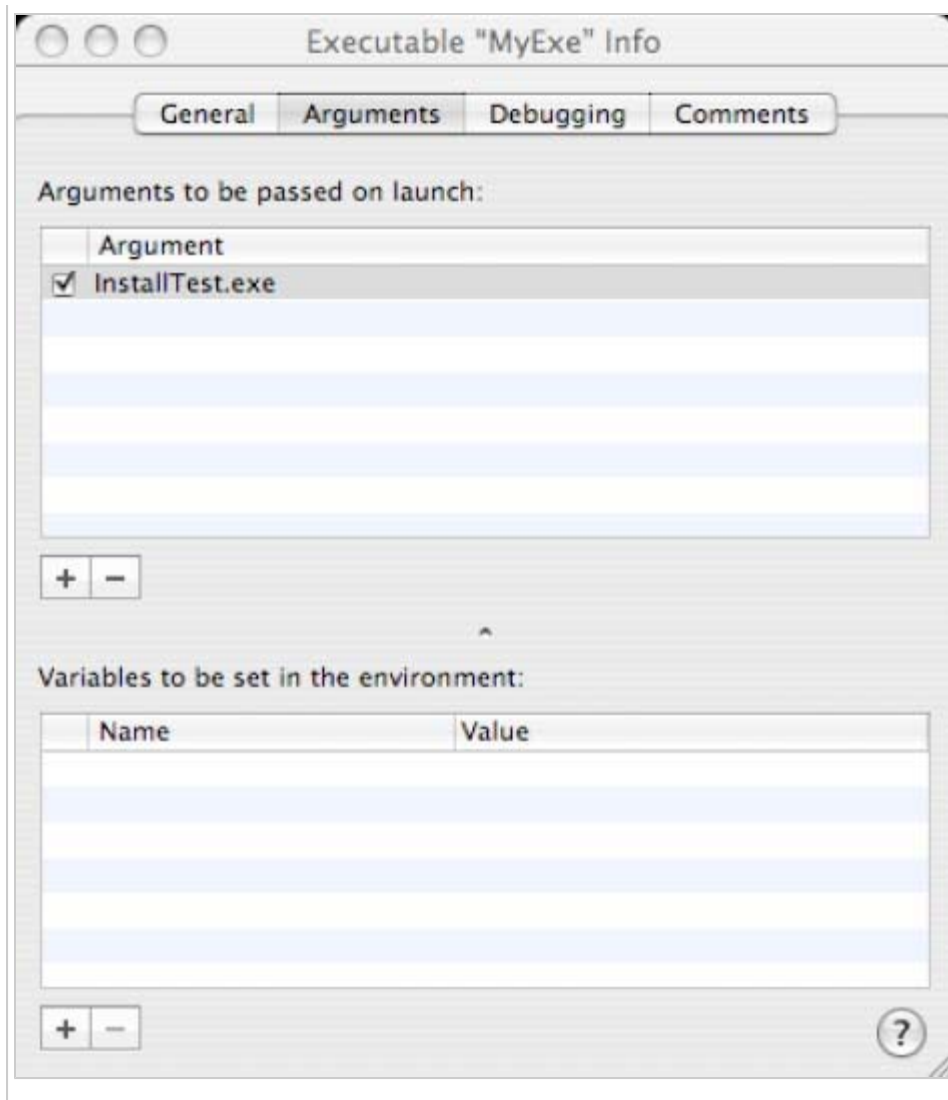 Executable "MyExe" Info
General Arguments Debugging Comments
Arguments to be passed on launch:
Argument
InstallTest.exe
+ −
Variables to be set in the environment:
Name Value
+ −
?